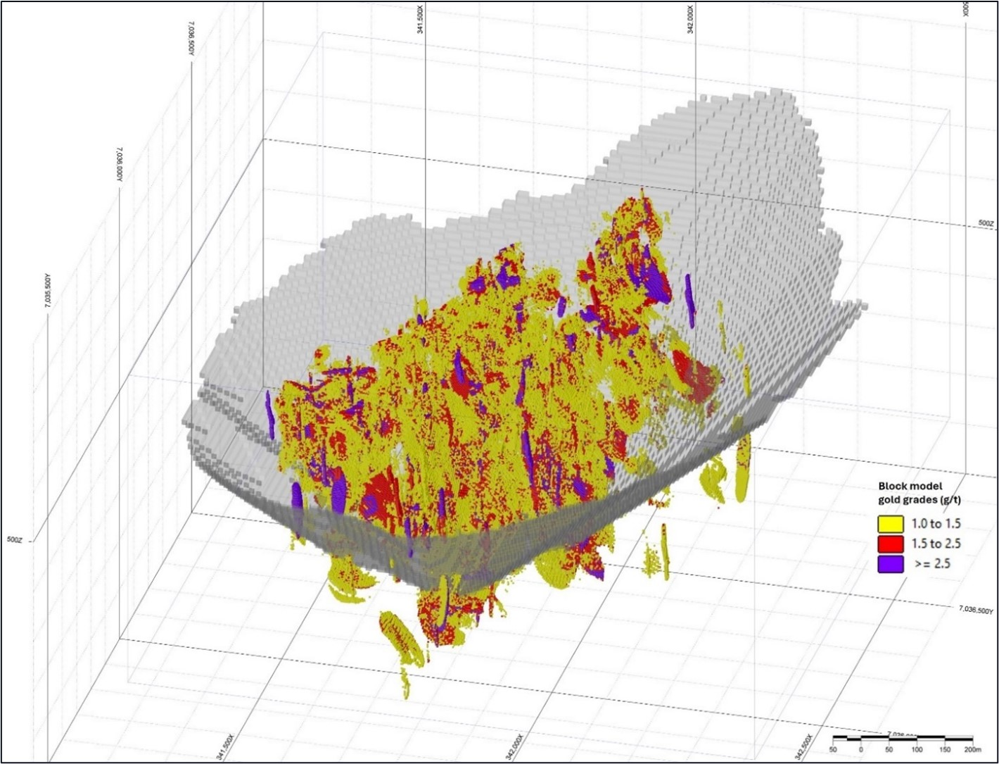 341,500X
342,000X
500X
7,036,500Y
7,036,000Y
500Z
7,035,500Y
Block model
gold grades (g/t)
1.0 to 1.5
1.5 to 2.5
>= 2.5
500Z
7,036,500Y
341,500X
342,000X
342,500X
50 0 50 100 150 200m